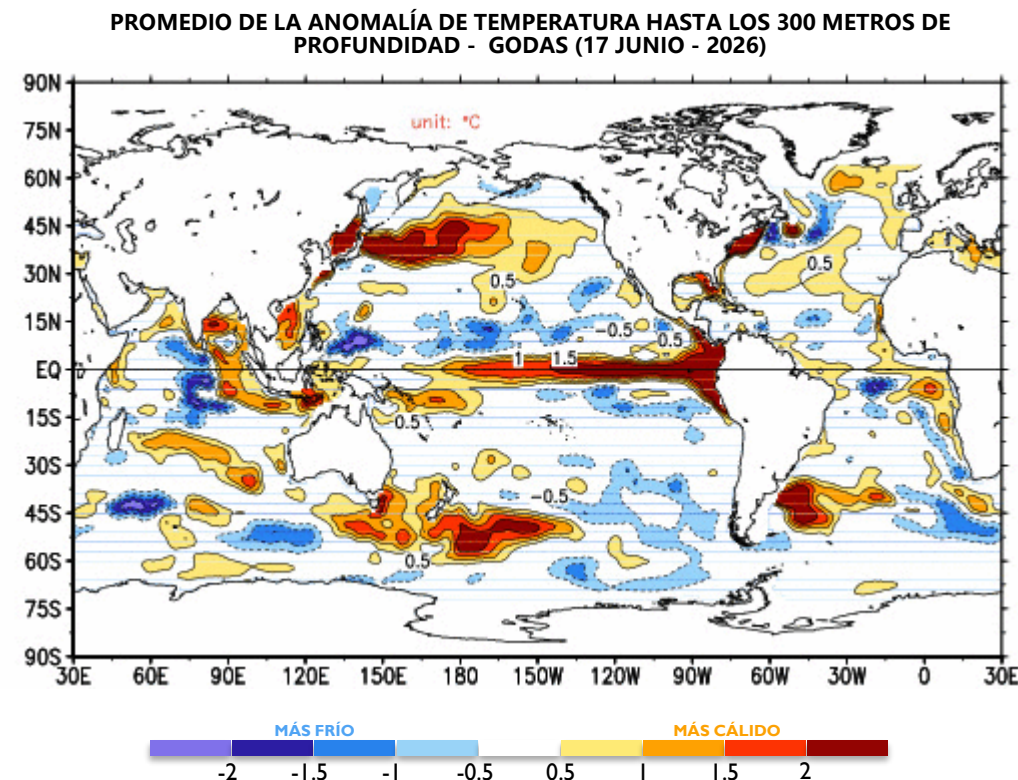 PROMEDIO DE LA ANOMALÍA DE TEMPERATURA HASTA LOS 300 METROS DE
PROFUNDIDAD - GODAS (17 JUNIO - 2026)
90N
unit: °C
75N
60N
45N
0.5
30N
0.5
15N
-0.5
0.5
1
1.5
EQ
15S
0.5
30S
-0.5
45S
0.5
60S
75S
90S
30E 60E 90E 120E 150E 180 150W 120W 90W 60W 30W 0 30E
MÁS FRÍO MÁS CÁLIDO
-2 -1.5 -1 -0.5 0.5 1 1.5 2